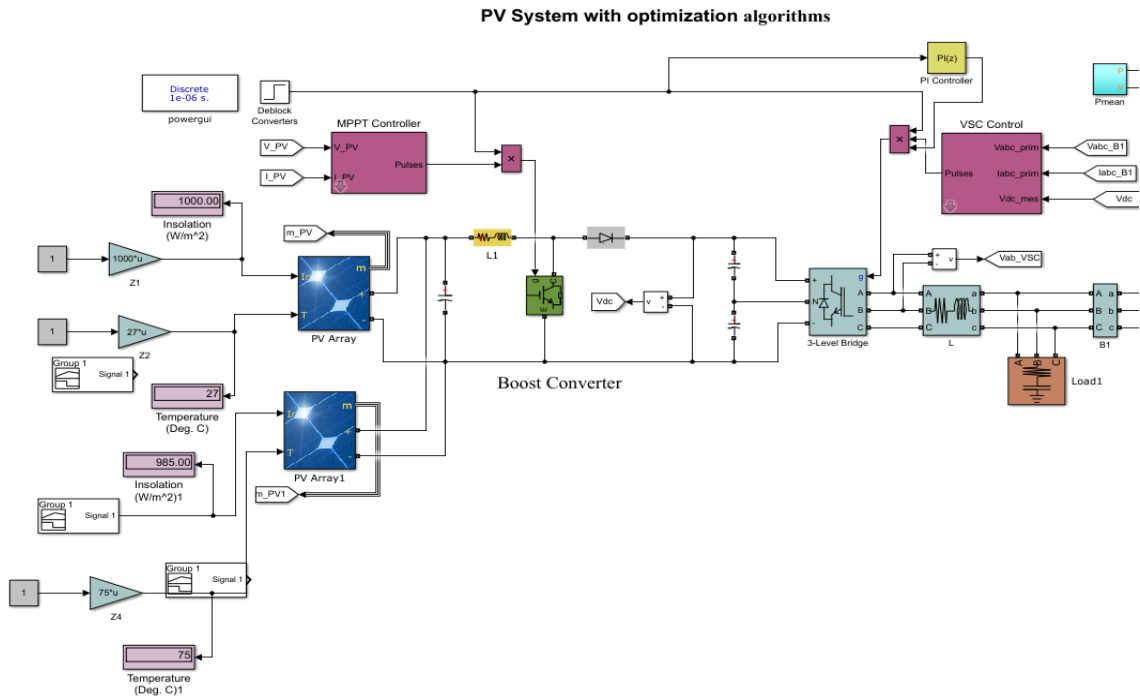 PV System with optimization algorithms
Discrete
1e-06 s.
powergui
Deblock
Converters
PI(z)
PI Controller
P
V
Pmean
MPPT Controller
V_PV
I_PV
V_PV
I_PV
Pulses
×
×
VSC Control
Vabc_prim
Iabc_prim
Vdc_mes
Pulses
Vabc_B1
Iabc_B1
Vdc
1000.00
Insolation
(W/m^2)
1
1000*u
Z1
m_PV
Ir
T
m
+
-
PV Array
L1
g
C
E
Vdc
+
-
v
+
N
-
g
A
B
C
3-Level Bridge
+
-
v
Vab_VSC
A
B
C
a
b
c
L
A
B
C
a
b
c
B1
A
B
C
Load1
1
27*u
Z2
Group 1
Signal 1
27
Temperature
(Deg. C)
Boost Converter
Ir
T
m
+
-
PV Array1
m_PV1
985.00
Insolation
(W/m^2)1
Group 1
Signal 1
1
75*u
Z4
Group 1
Signal 1
75
Temperature
(Deg. C)1